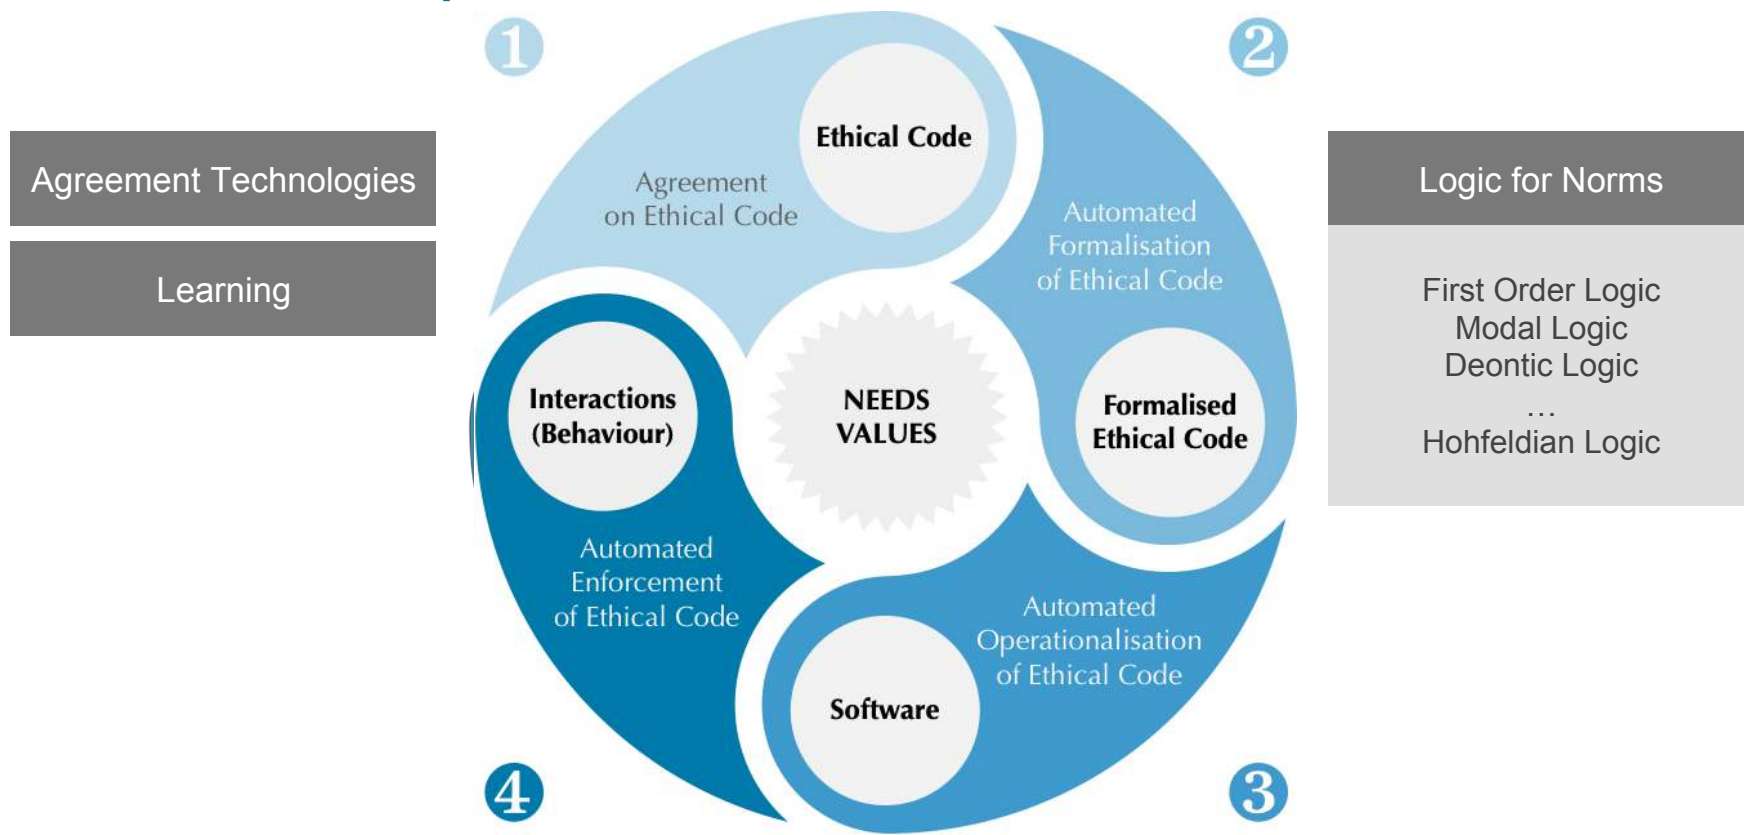 1
2
Agreement Technologies
Learning
Ethical Code
Agreement
on Ethical Code
Automated
Formalisation
of Ethical Code
Logic for Norms
First Order Logic
Modal Logic
Deontic Logic
…
Hohfeldian Logic
Interactions
(Behaviour)
NEEDS
VALUES
Formalised
Ethical Code
Automated
Enforcement
of Ethical Code
Automated
Operationalisation
of Ethical Code
Software
4
3